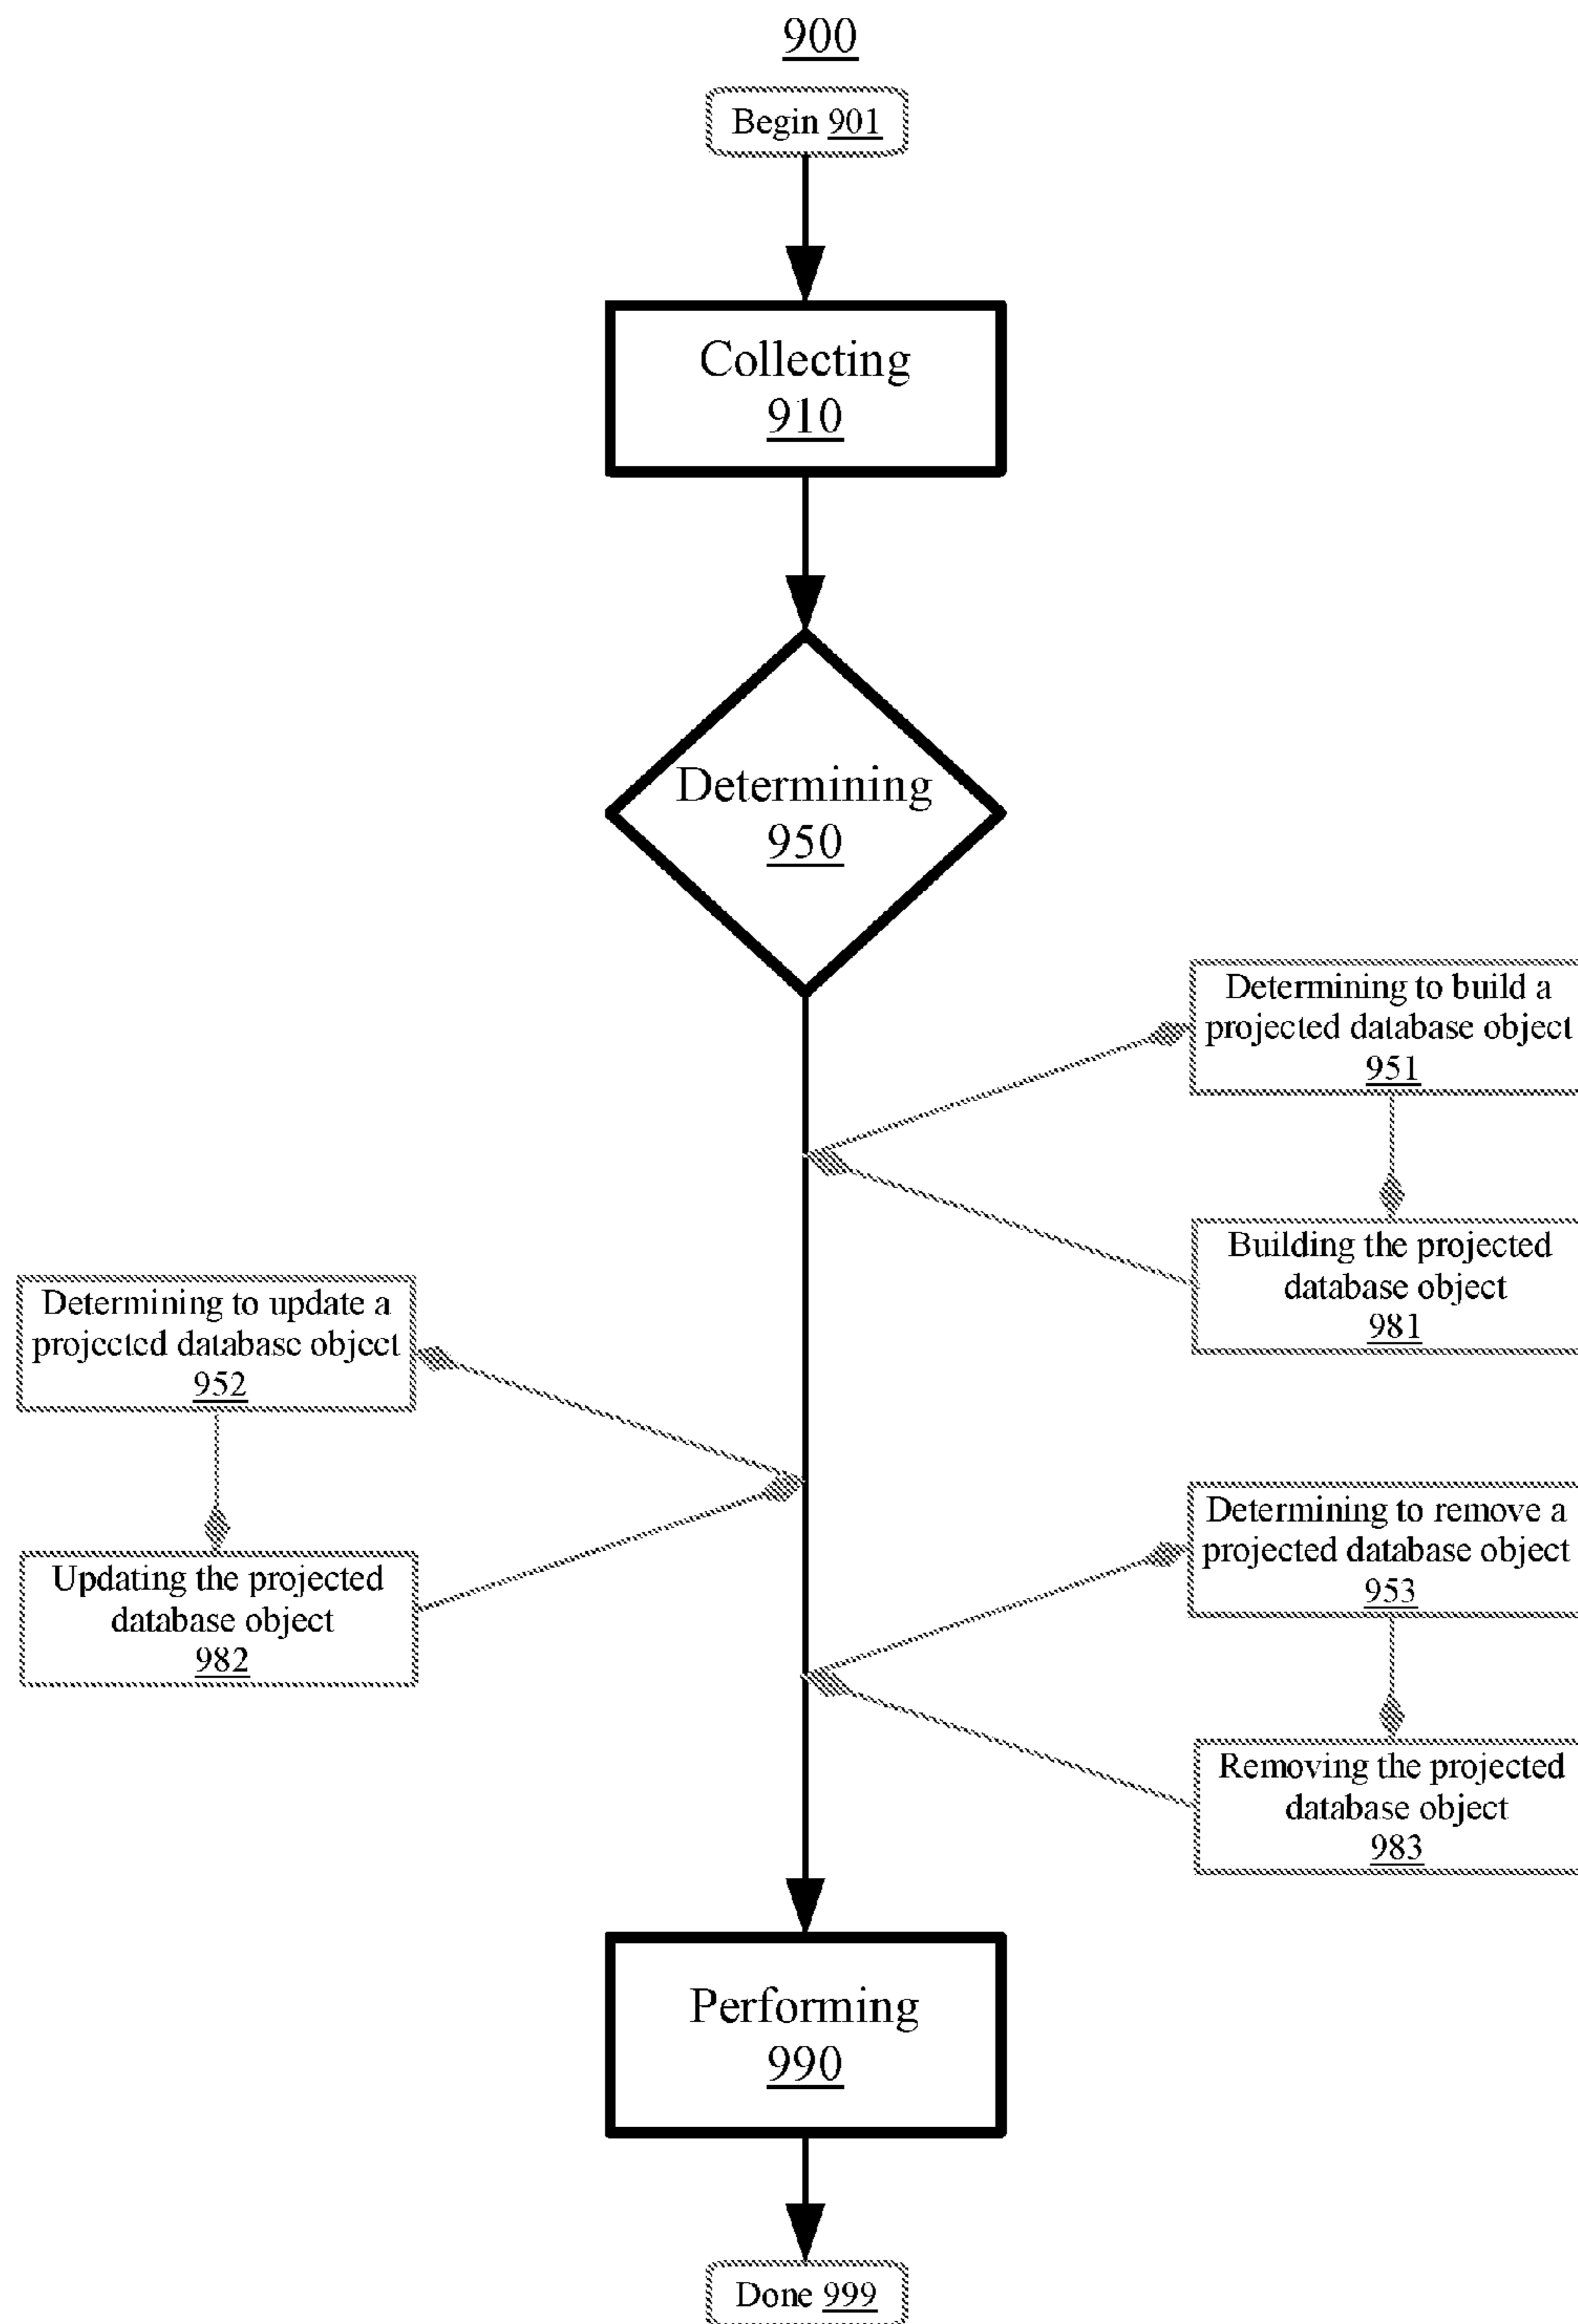 900
Begin 901
Collecting
910
Determining
950
Determining to build a
projected database object
951
Building the projected
database object
981
Determining to update a
projected database object
952
Updating the projected
database object
982
Determining to remove a
projected database object
953
Removing the projected
database object
983
Performing
990
Done 999